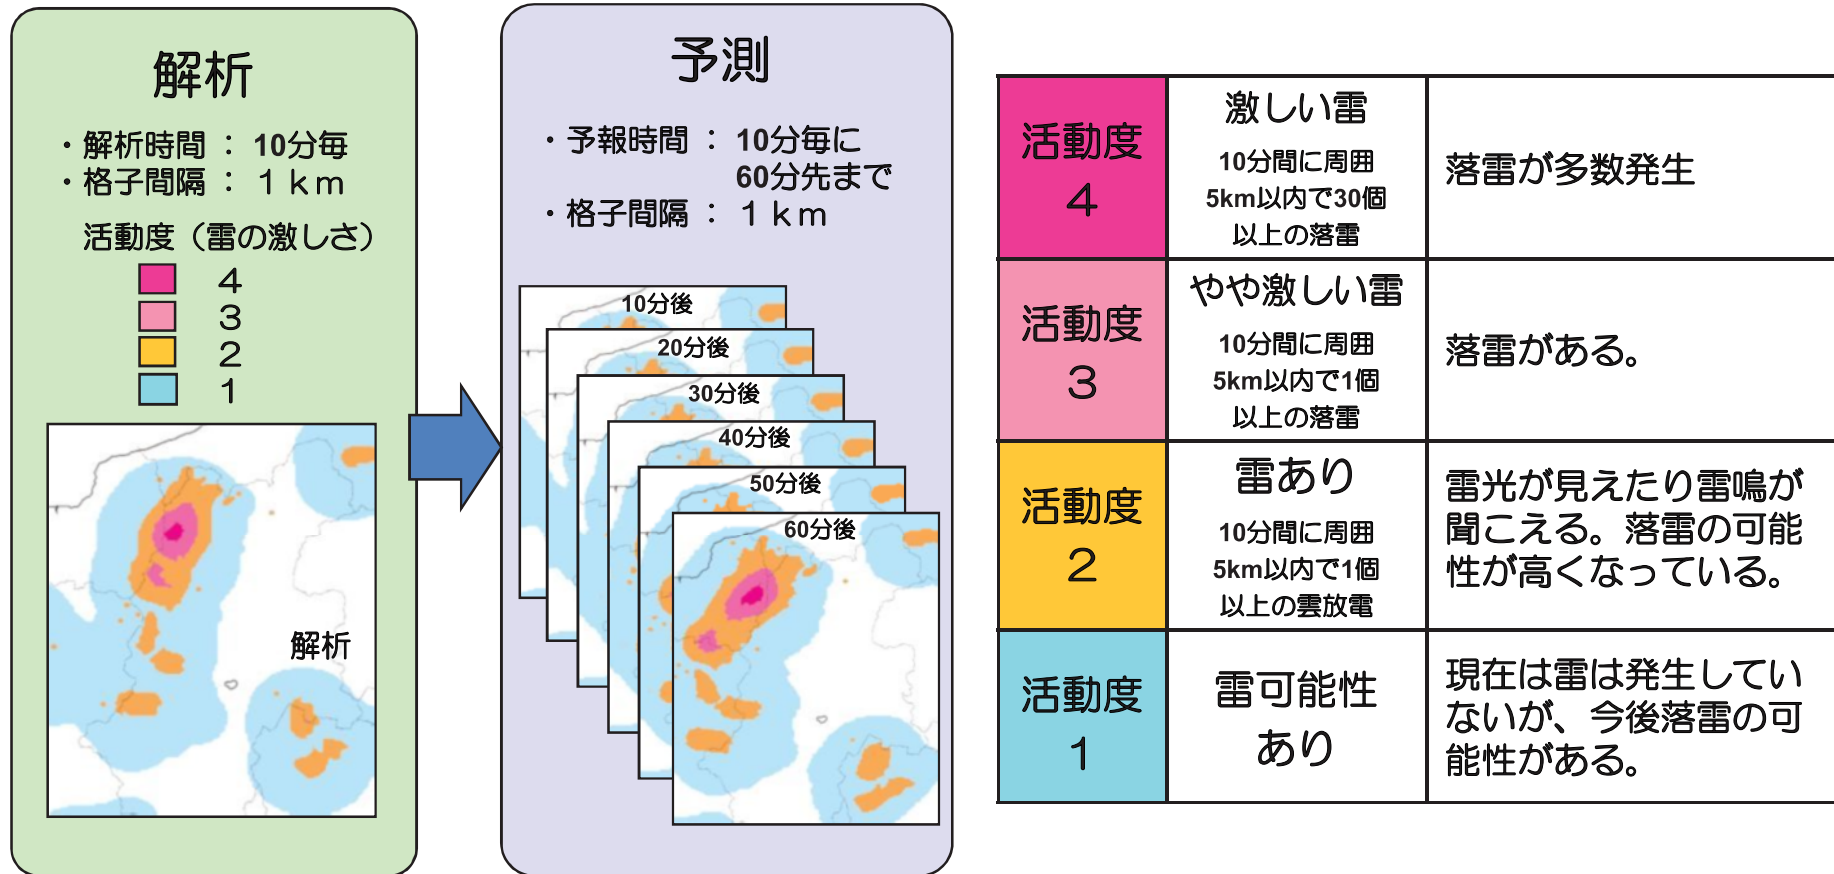 解析
・解析時間 ： 10分毎
・格子間隔 ： １ｋｍ
活動度（雷の激しさ）
4
3
2
1
解析
予測
・予報時間 ： 10分毎に
60分先まで
・格子間隔 ： １ｋｍ
10分後
20分後
30分後
40分後
50分後
60分後
活動度
4
激しい雷
10分間に周囲
5km以内で30個
以上の落雷
落雷が多数発生
活動度
3
やや激しい雷
10分間に周囲
5km以内で1個
以上の落雷
落雷がある。
活動度
2
雷あり
10分間に周囲
5km以内で1個
以上の雲放電
雷光が見えたり雷鳴が
聞こえる。落雷の可能
性が高くなっている。
活動度
1
雷可能性
あり
現在は雷は発生してい
ないが、今後落雷の可
能性がある。